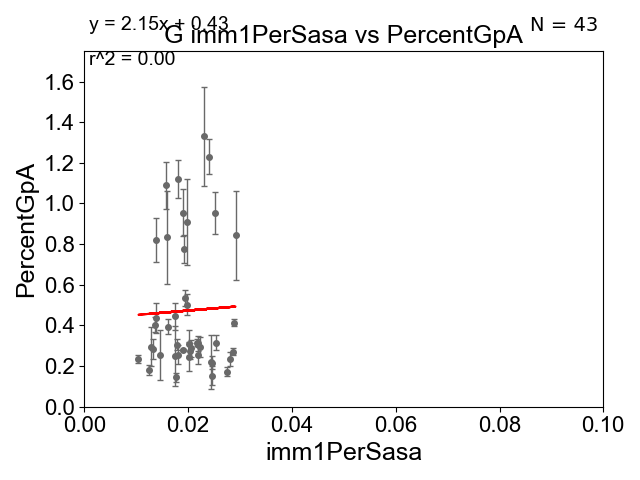 y = 2.15x + 0.43
N = 43
G imm1PerSasa vs PercentGpA
r^2 = 0.00
PercentGpA
1.6
1.4
1.2
1.0
0.8
0.6
0.4
0.2
0.0
0.00 0.02 0.04 0.06 0.08 0.10
imm1PerSasa